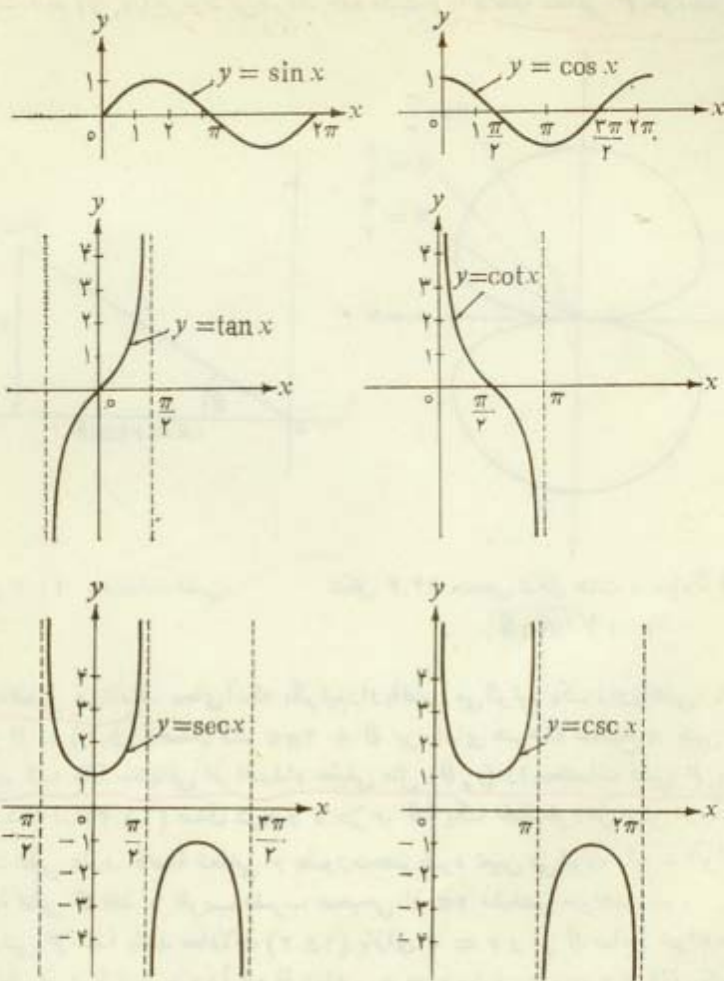 y y
۱ y = sin x ۱ y = cos x
x x
۰ ۱ ۲ π ۲π ۰ ۱ π/۲ π ۳π/۲ ۲π
y y
۴ ۴
۳ ۳
۲ ۲ y=cot x
۱ y=tan x ۱
x x
۰ π/۲ ۰ π/۲ π
y y
۴ ۴
۳ ۳
۲ y=sec x ۲ y=csc x
۱ ۱
x x
-π/۲ ۰ π/۲ ۳π/۲ ۰ π ۲π
-۱ -۱
-۲ -۲
-۳ -۳
-۴ -۴